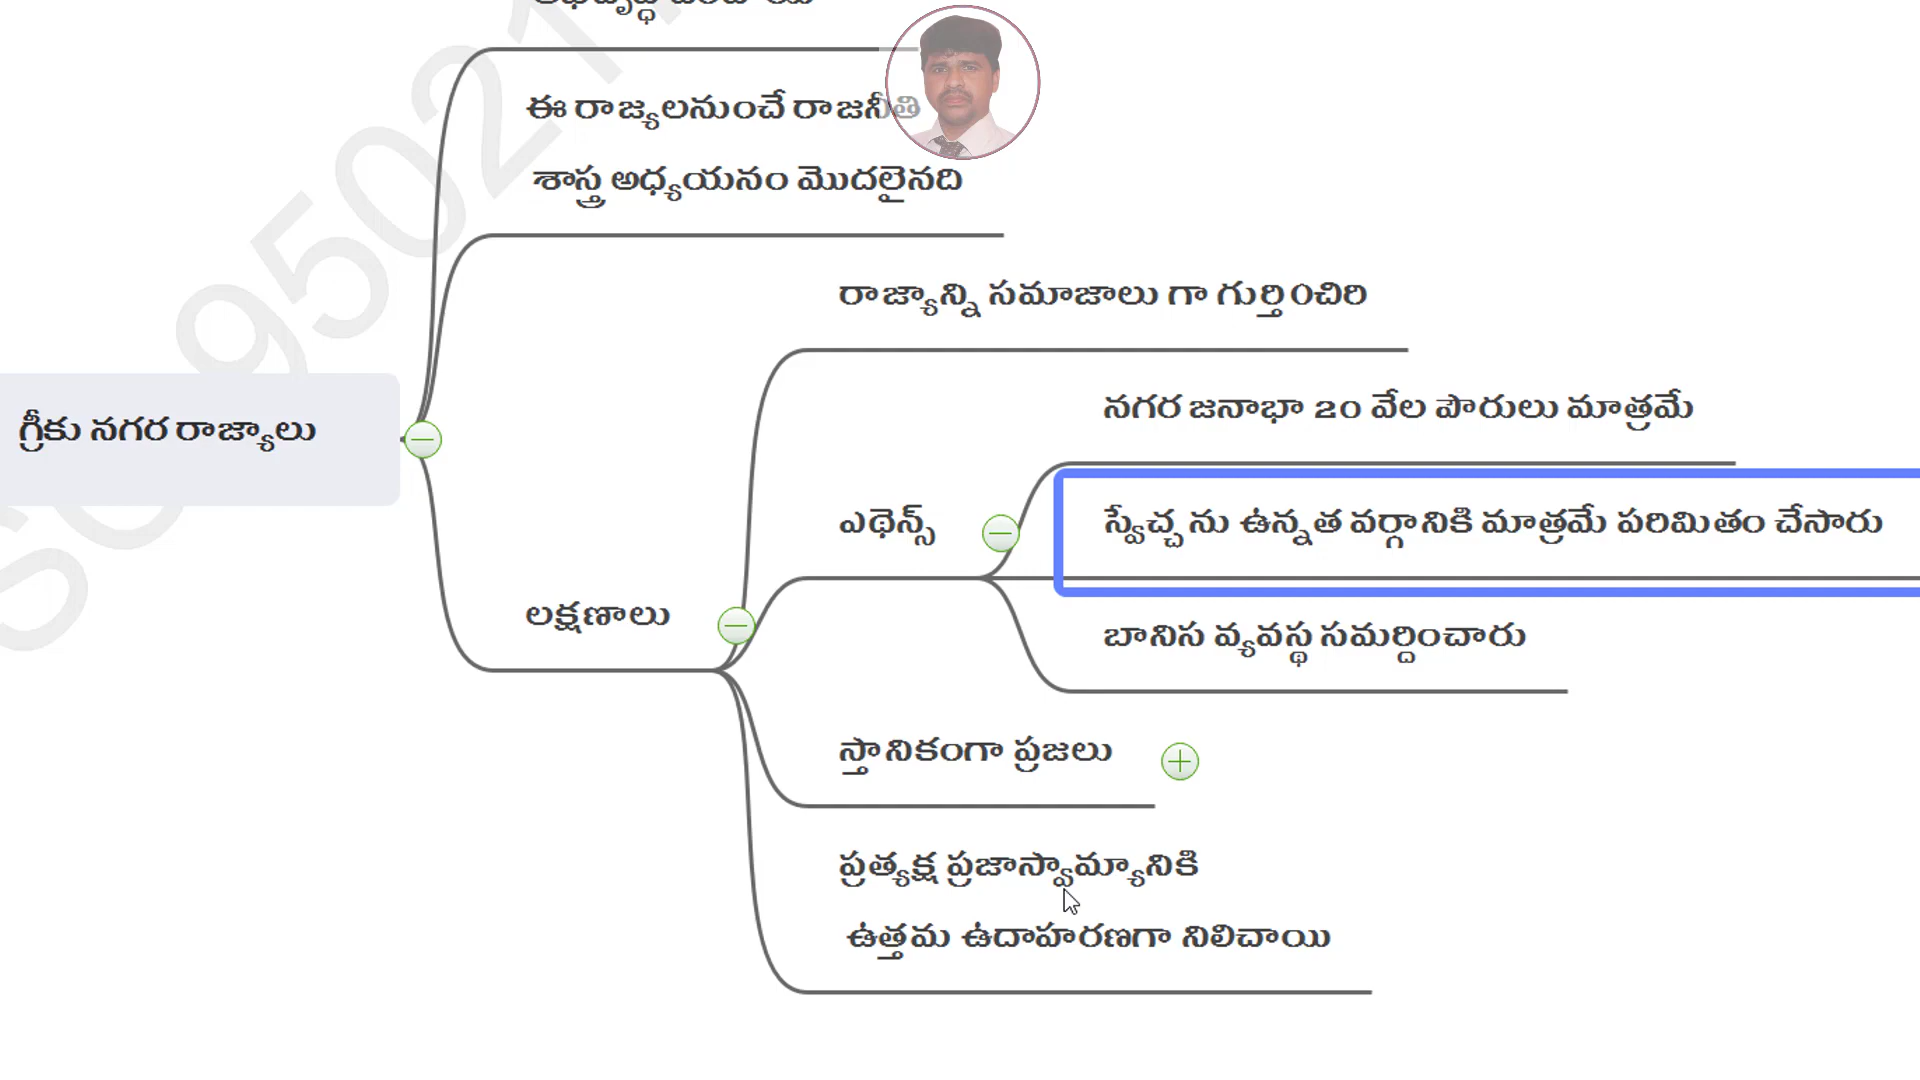 ఈ రాజ్యలనుంచే రాజనీతి
శాస్త్ర అధ్యయనం మొదలైనది
రాజ్యాన్ని సమాజాలు గా గుర్తించిరి
నగర జనాభా 20 వేల పౌరులు మాత్రమే
గ్రీకు నగర రాజ్యాలు
ఎథెన్స్
స్వేచ్చ ను ఉన్నత వర్గానికి మాత్రమే పరిమితం చేసారు
లక్షణాలు
బానిస వ్యవస్థ సమర్దించారు
స్తానికంగా ప్రజలు
ప్రత్యక్ష ప్రజాస్వామ్యానికి
ఉత్తమ ఉదాహరణగా నిలిచాయి